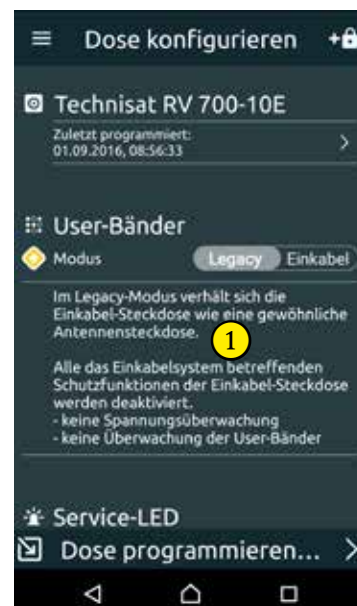 Dose konfigurieren
Technisat RV 700-10E
Zuletzt programmiert:
01.09.2016, 08:56:33
User-Bänder
Modus Legacy Einkabel
Im Legacy-Modus verhält sich die
Einkabel-Steckdose wie eine gewöhnliche
Antennensteckdose.
1
Alle das Einkabelsystem betreffenden
Schutzfunktionen der Einkabel-Steckdose
werden deaktiviert.
- keine Spannungsüberwachung
- keine Überwachung der User-Bänder
Service-LED
Dose programmieren...